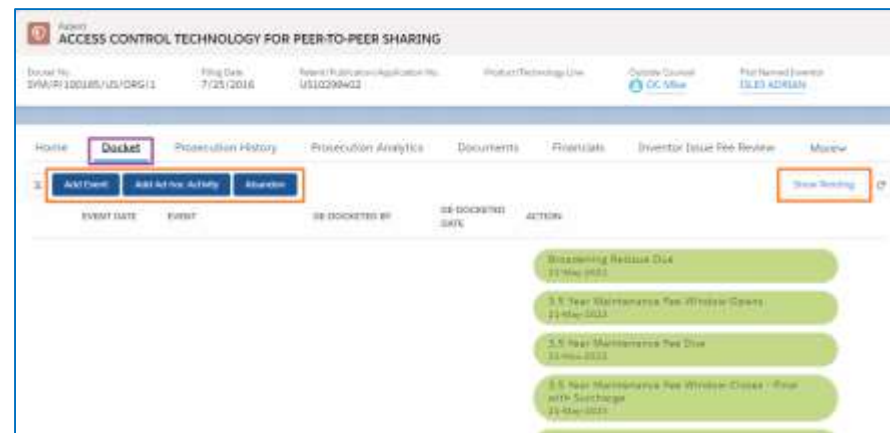 Patent
ACCESS CONTROL TECHNOLOGY FOR PEER-TO-PEER SHARING
Docket No. Filing Date Patent/Publication/Application No. Product/Technology Line Outside Counsel First Named Inventor
7/25/2016 OC Mike
Home Docket Prosecution History Prosecution Analytics Documents Financials Inventor Issue Fee Review More
Add Event Add Ad hoc Activity Abandon Show Pending
EVENT DATE EVENT DE-DOCKETED BY DE-DOCKETED DATE ACTION
Broadening Reissue Due
3.5 Year Maintenance Fee Window Opens
3.5 Year Maintenance Fee Due
3.5 Year Maintenance Fee Window Closes - Final
with Surcharge